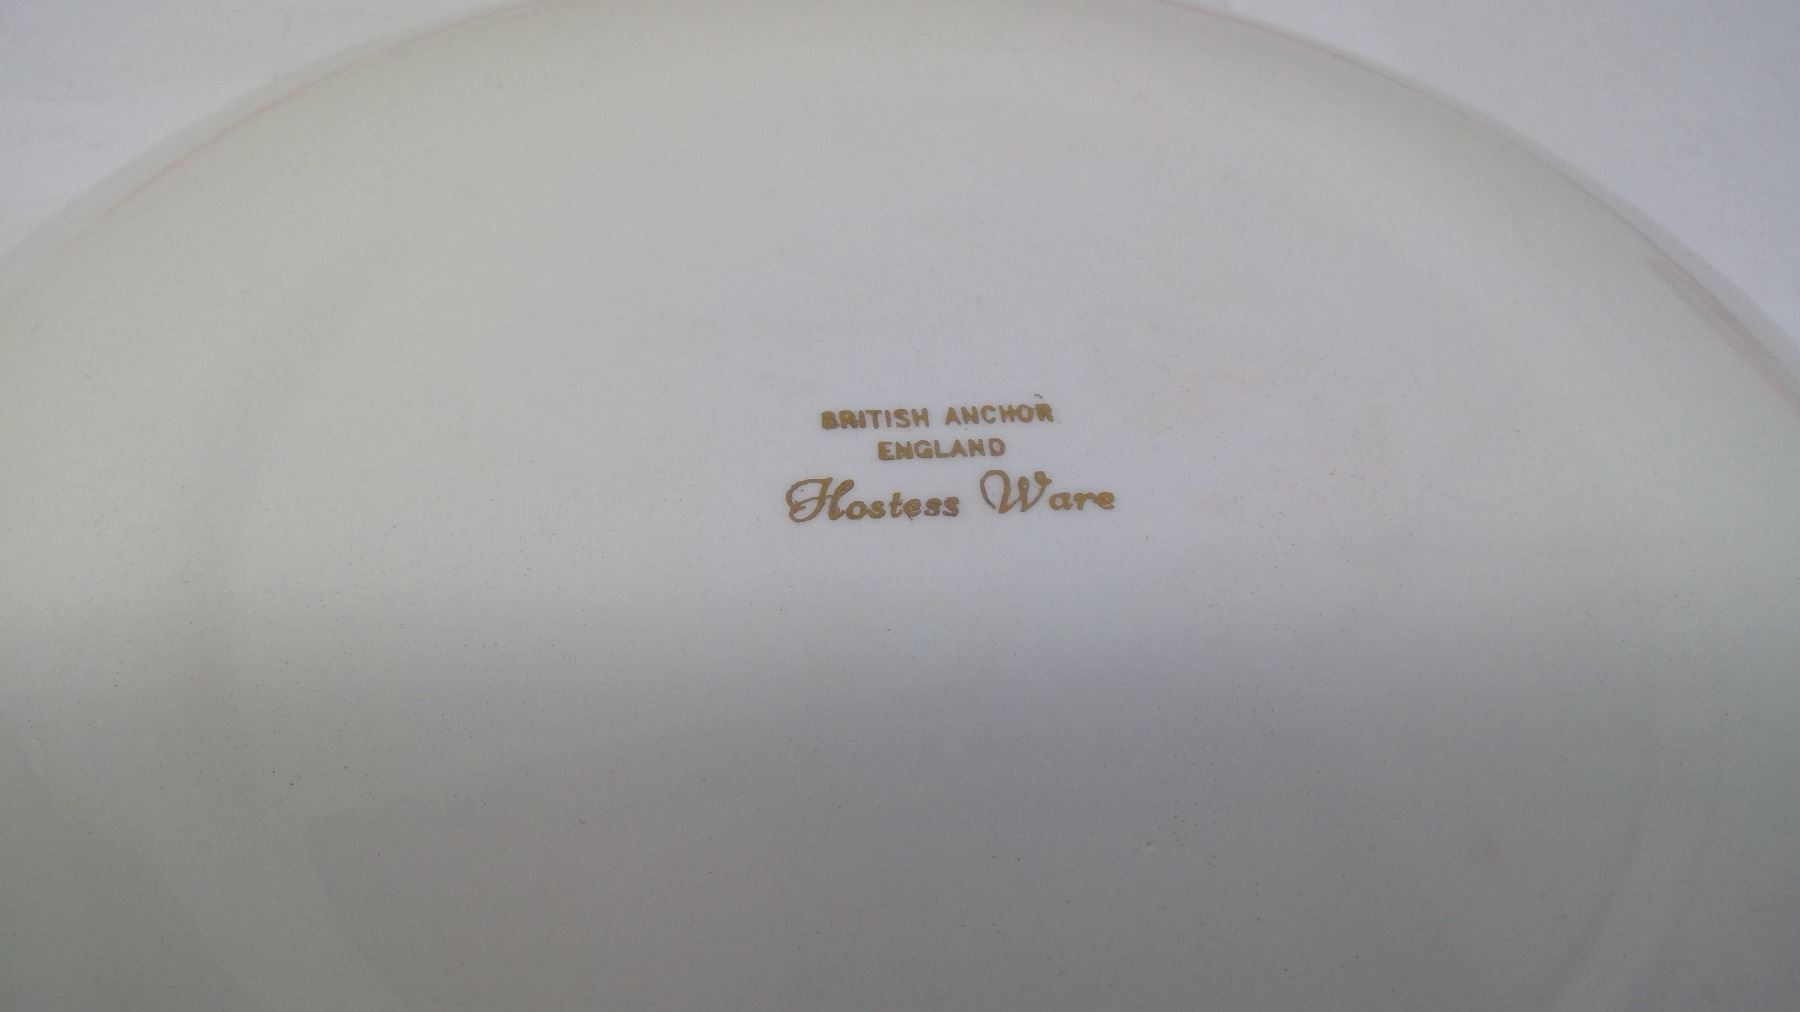 BRITISH ANCHOR
ENGLAND
Hostess Ware